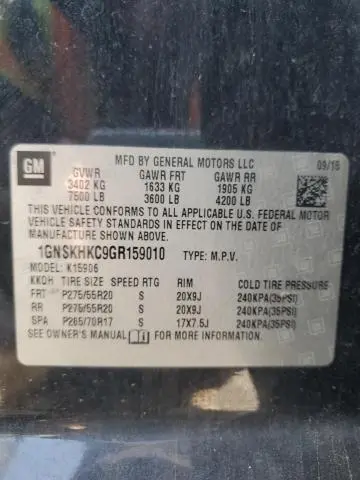 GM MFD BY GENERAL MOTORS LLC 09/15
GVWR GAWR FRT GAWR RR
3402 KG 1633 KG 1905 KG
7500 LB 3600 LB 4200 LB
THIS VEHICLE CONFORMS TO ALL APPLICABLE U.S. FEDERAL MOTOR
VEHICLE SAFETY STANDARDS IN EFFECT ON THE DATE OF
MANUFACTURE SHOWN ABOVE.
1GNSKHKC9GR159010 TYPE: M.P.V.
MODEL: K15906
KKQH TIRE SIZE SPEED RTG RIM COLD TIRE PRESSURE
FRT P275/55R20 S 20X9J 240KPA(35PSI)
RR P275/55R20 S 20X9J 240KPA(35PSI)
SPA P265/70R17 S 17X7.5J 240KPA(35PSI)
SEE OWNER'S MANUAL FOR MORE INFORMATION.